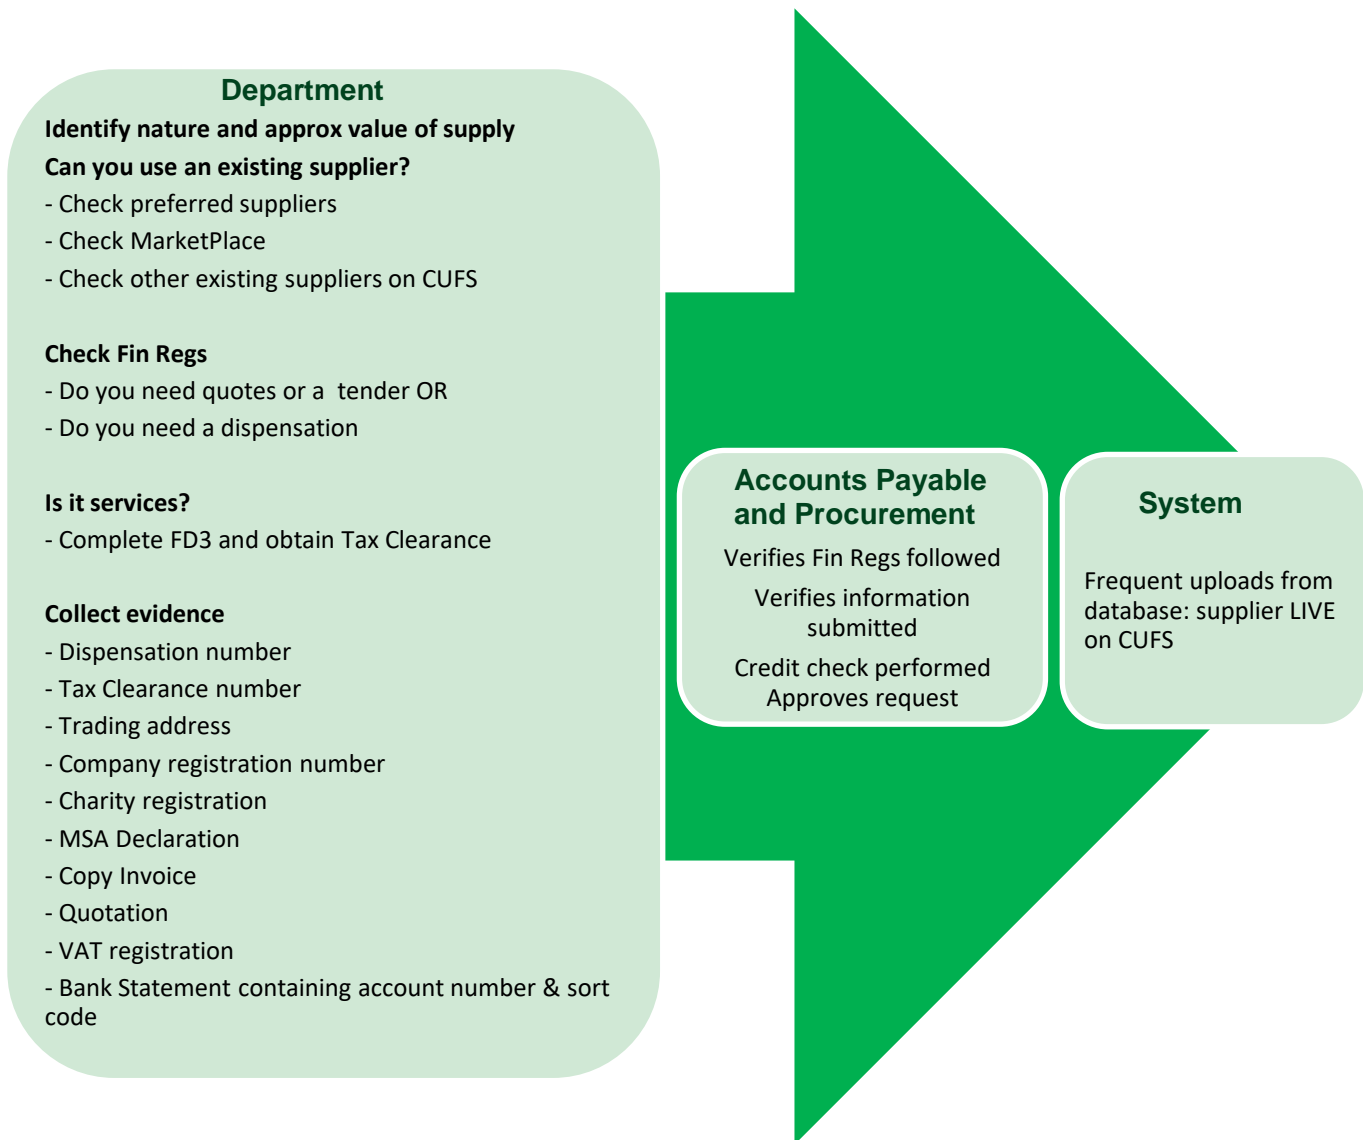 Department
Identify nature and approx value of supply
Can you use an existing supplier?
- Check preferred suppliers
- Check MarketPlace
- Check other existing suppliers on CUFS
Check Fin Regs
- Do you need quotes or a  tender OR
- Do you need a dispensation
Is it services?
- Complete FD3 and obtain Tax Clearance
Collect evidence
- Dispensation number
- Tax Clearance number
- Trading address
- Company registration number
- Charity registration
- MSA Declaration
- Copy Invoice
- Quotation
- VAT registration
- Bank Statement containing account number & sort
code
Accounts Payable
and Procurement
Verifies Fin Regs followed
Verifies information
submitted
Credit check performed
Approves request
System
Frequent uploads from
database: supplier LIVE
on CUFS